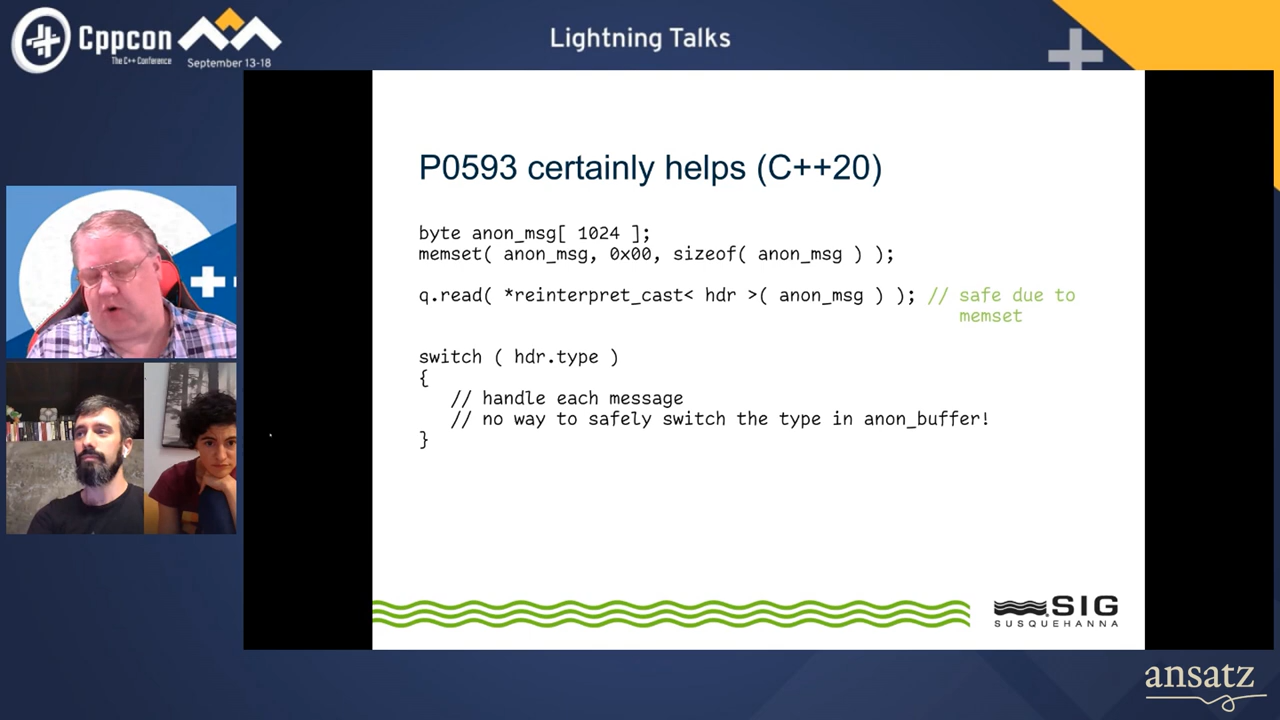 Cppcon
The C++ Conference
September 13-18
Lightning Talks
P0593 certainly helps (C++20)
byte anon_msg[ 1024 ];
memset( anon_msg, 0x00, sizeof( anon_msg ) );
q.read( *reinterpret_cast< hdr >( anon_msg ) ); // safe due to
memset
switch ( hdr.type )
{
// handle each message
// no way to safely switch the type in anon_buffer!
}
SIG
SUSQUEHANNA
ansatz